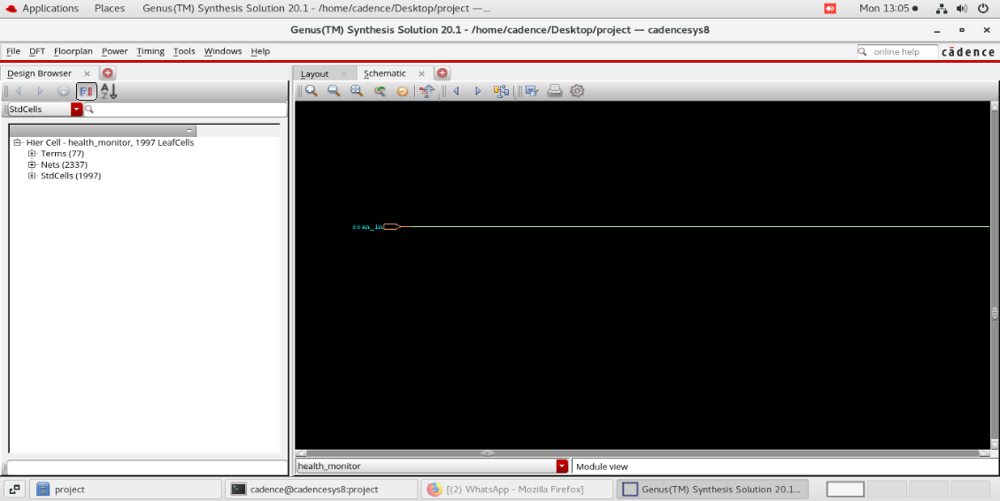 Applications Places Genus(TM) Synthesis Solution 20.1 - /home/cadence/Desktop/project —... Mon 13:05
Genus(TM) Synthesis Solution 20.1 - /home/cadence/Desktop/project — cadencesys8
File DFT Floorplan Power Timing Tools Windows Help online help cādence
Design Browser Layout Schematic
StdCells
Hier Cell - health_monitor, 1997 LeafCells
Terms (77)
Nets (2337)
StdCells (1997)
scan_in
health_monitor Module view
project cadence@cadencesys8:project [(2) WhatsApp - Mozilla Firefox] Genus(TM) Synthesis Solution 20.1...